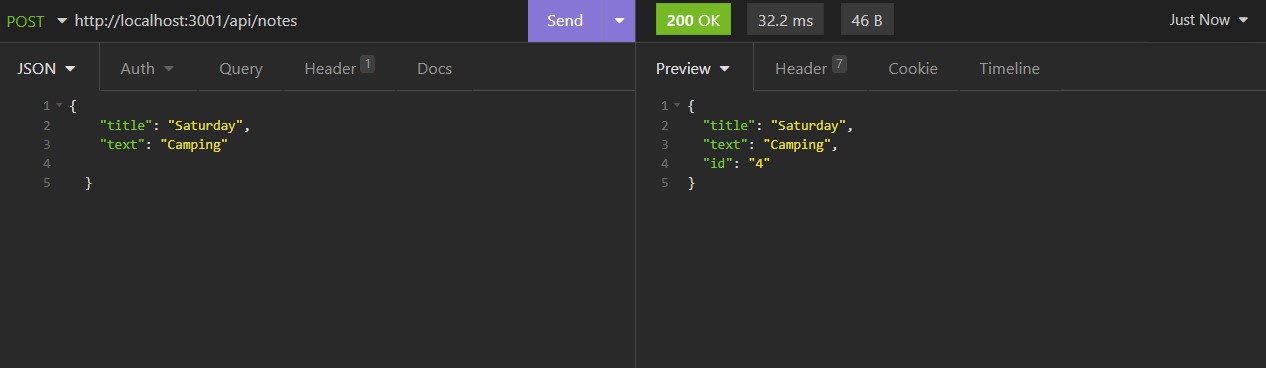 POST http://localhost:3001/api/notes Send 200 OK 32.2 ms 46 B Just Now
JSON Auth Query Header 1 Docs Preview Header 7 Cookie Timeline
1 {
2 "title": "Saturday",
3 "text": "Camping"
4
5 }
1 {
2 "title": "Saturday",
3 "text": "Camping",
4 "id": "4"
5 }